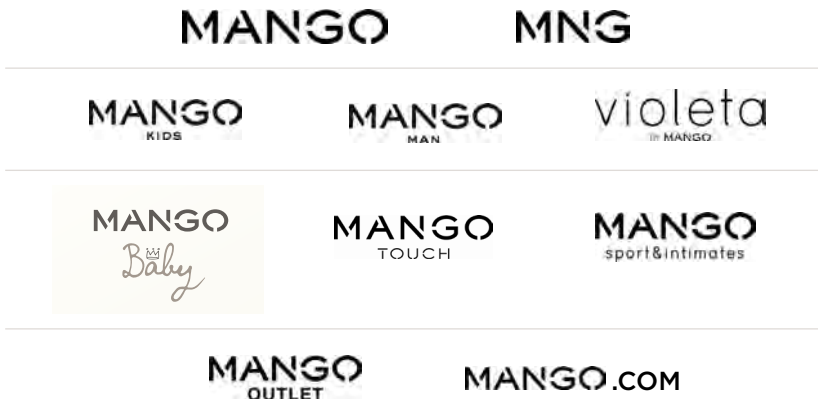 MANGO MNG
MANGO MANGO violeta
KIDS MAN BY MANGO
MANGO MANGO MANGO
Baby TOUCH sport&intimates
MANGO MANGO.COM
OUTLET